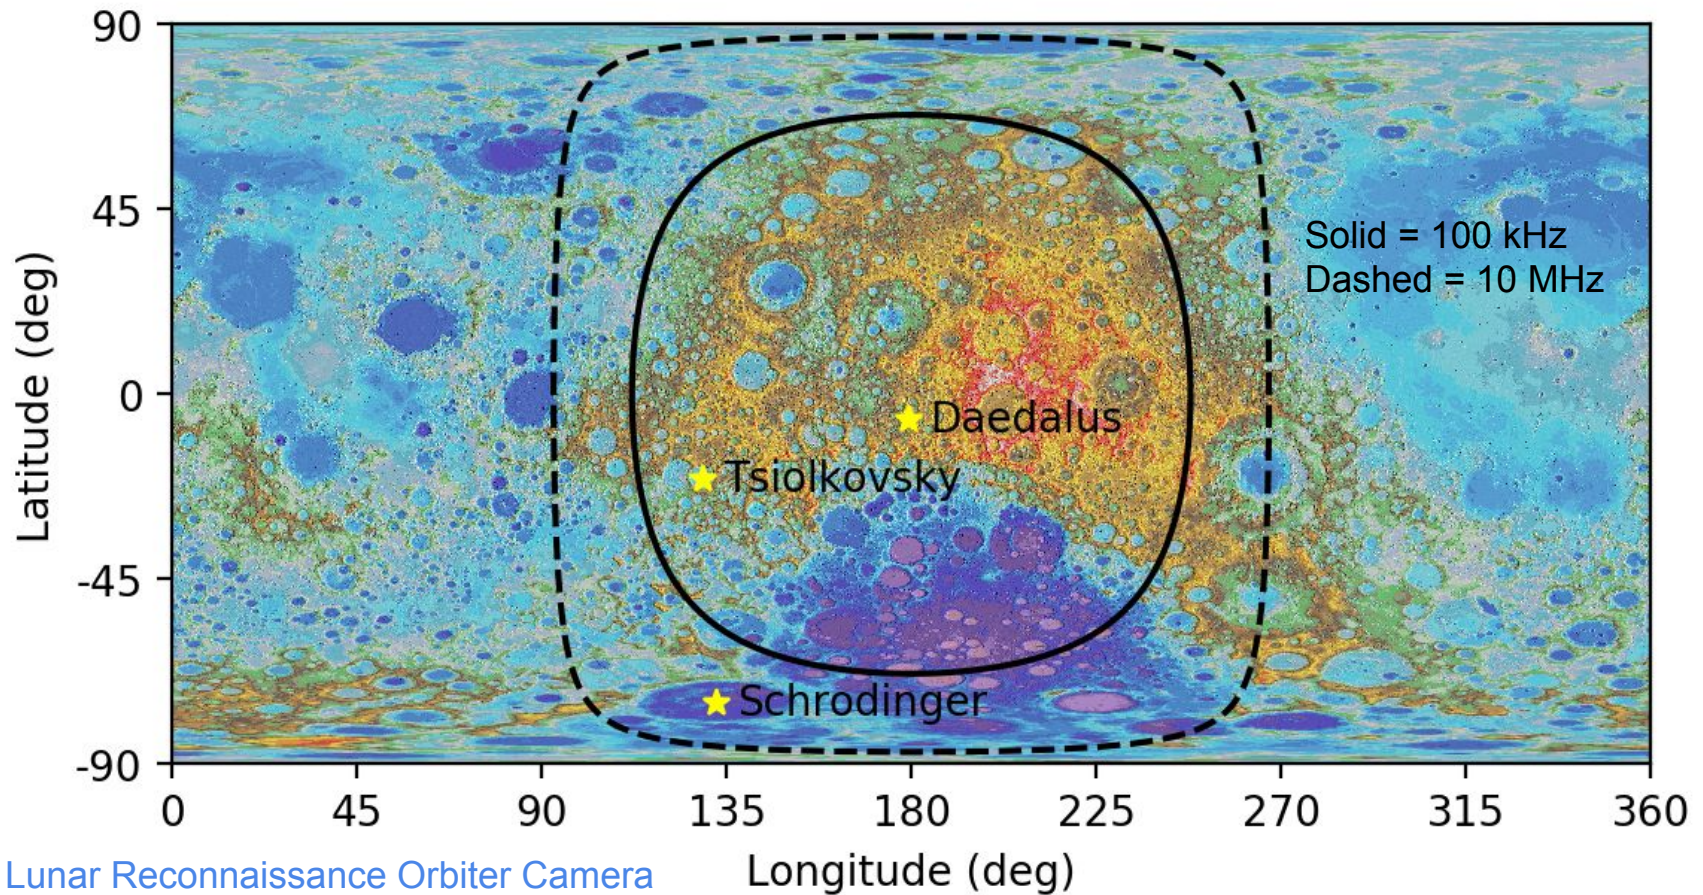 90
45
0
-45
-90
Latitude (deg)
Solid = 100 kHz
Dashed = 10 MHz
Daedalus
Tsiolkovsky
Schrodinger
0 45 90 135 180 225 270 315 360
Longitude (deg)
Lunar Reconnaissance Orbiter Camera